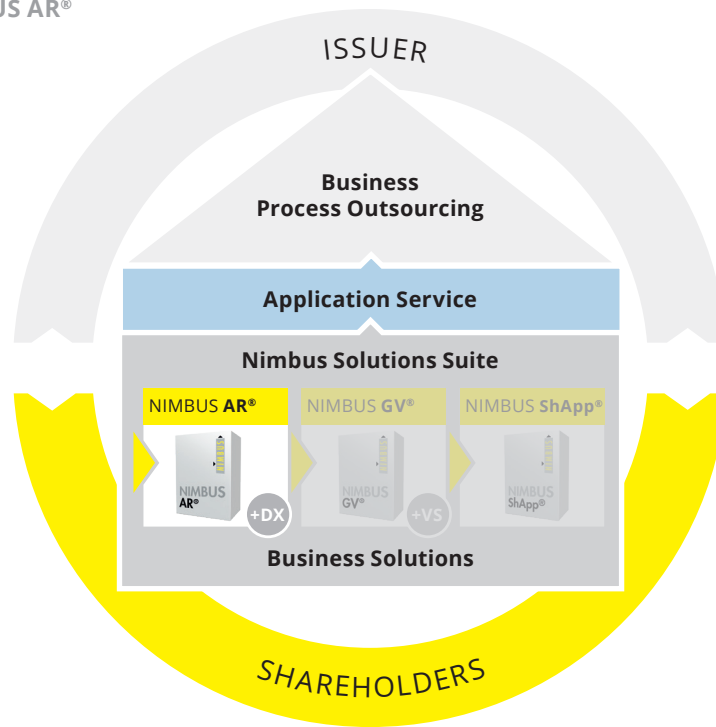 US AR®
ISSUER
Business
Process Outsourcing
Application Service
Nimbus Solutions Suite
NIMBUS AR®
NIMBUS GV®
NIMBUS ShApp®
NIMBUS
AR®
NIMBUS
GV®
NIMBUS
ShApp®
+DX
+VS
Business Solutions
SHAREHOLDERS